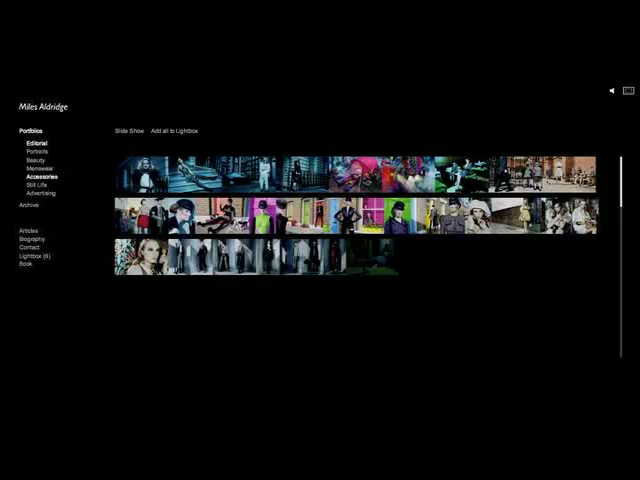 Miles Aldridge
Portfolios
Slide Show Add all to Lightbox
Editorial
Portraits
Beauty
Menswear
Accessories
Still Life
Advertising
Archive
Articles
Biography
Contact
Lightbox (6)
Book